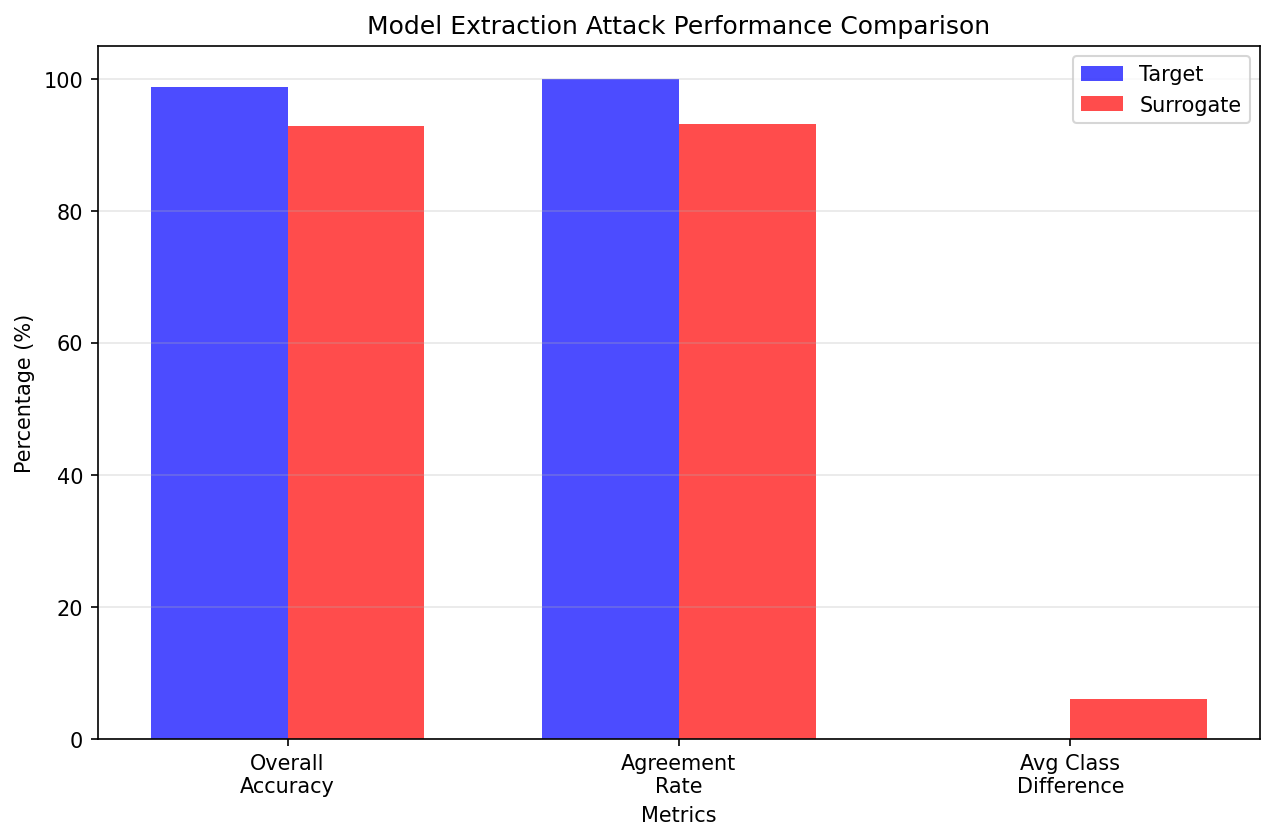 Model Extraction Attack Performance Comparison
Target
Surrogate
Percentage (%)
100
80
60
40
20
0
Overall
Accuracy
Agreement
Rate
Avg Class
Difference
Metrics